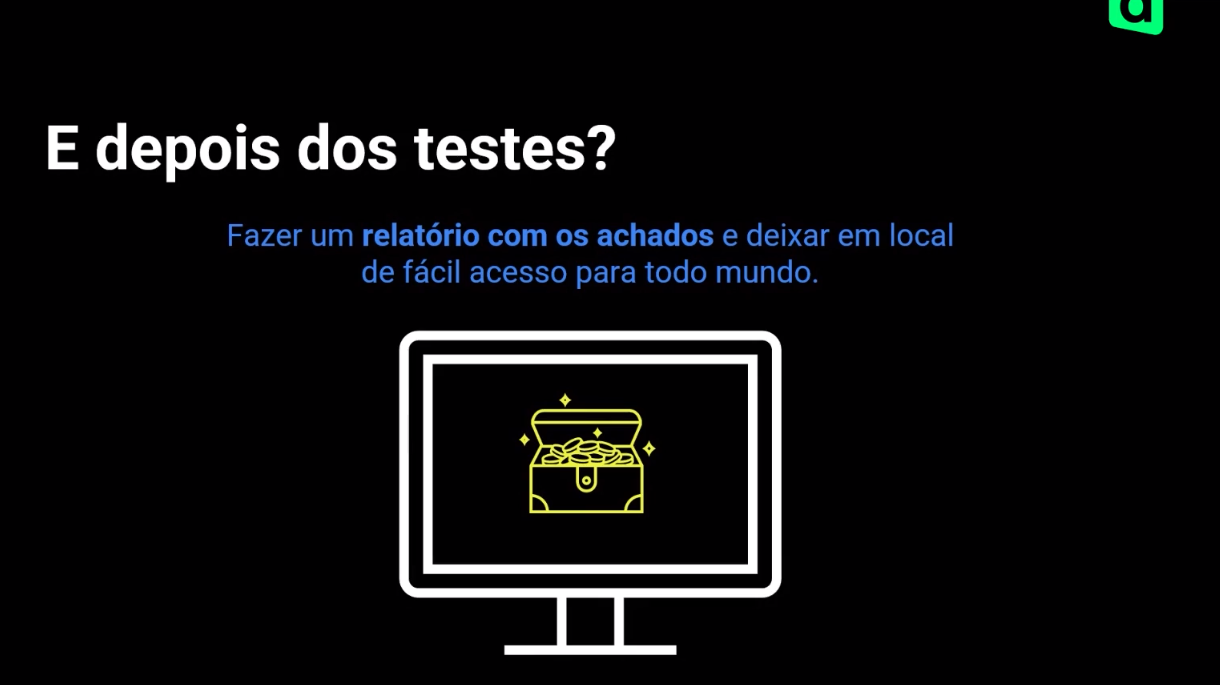 E depois dos testes?
Fazer um relatório com os achados e deixar em local
de fácil acesso para todo mundo.